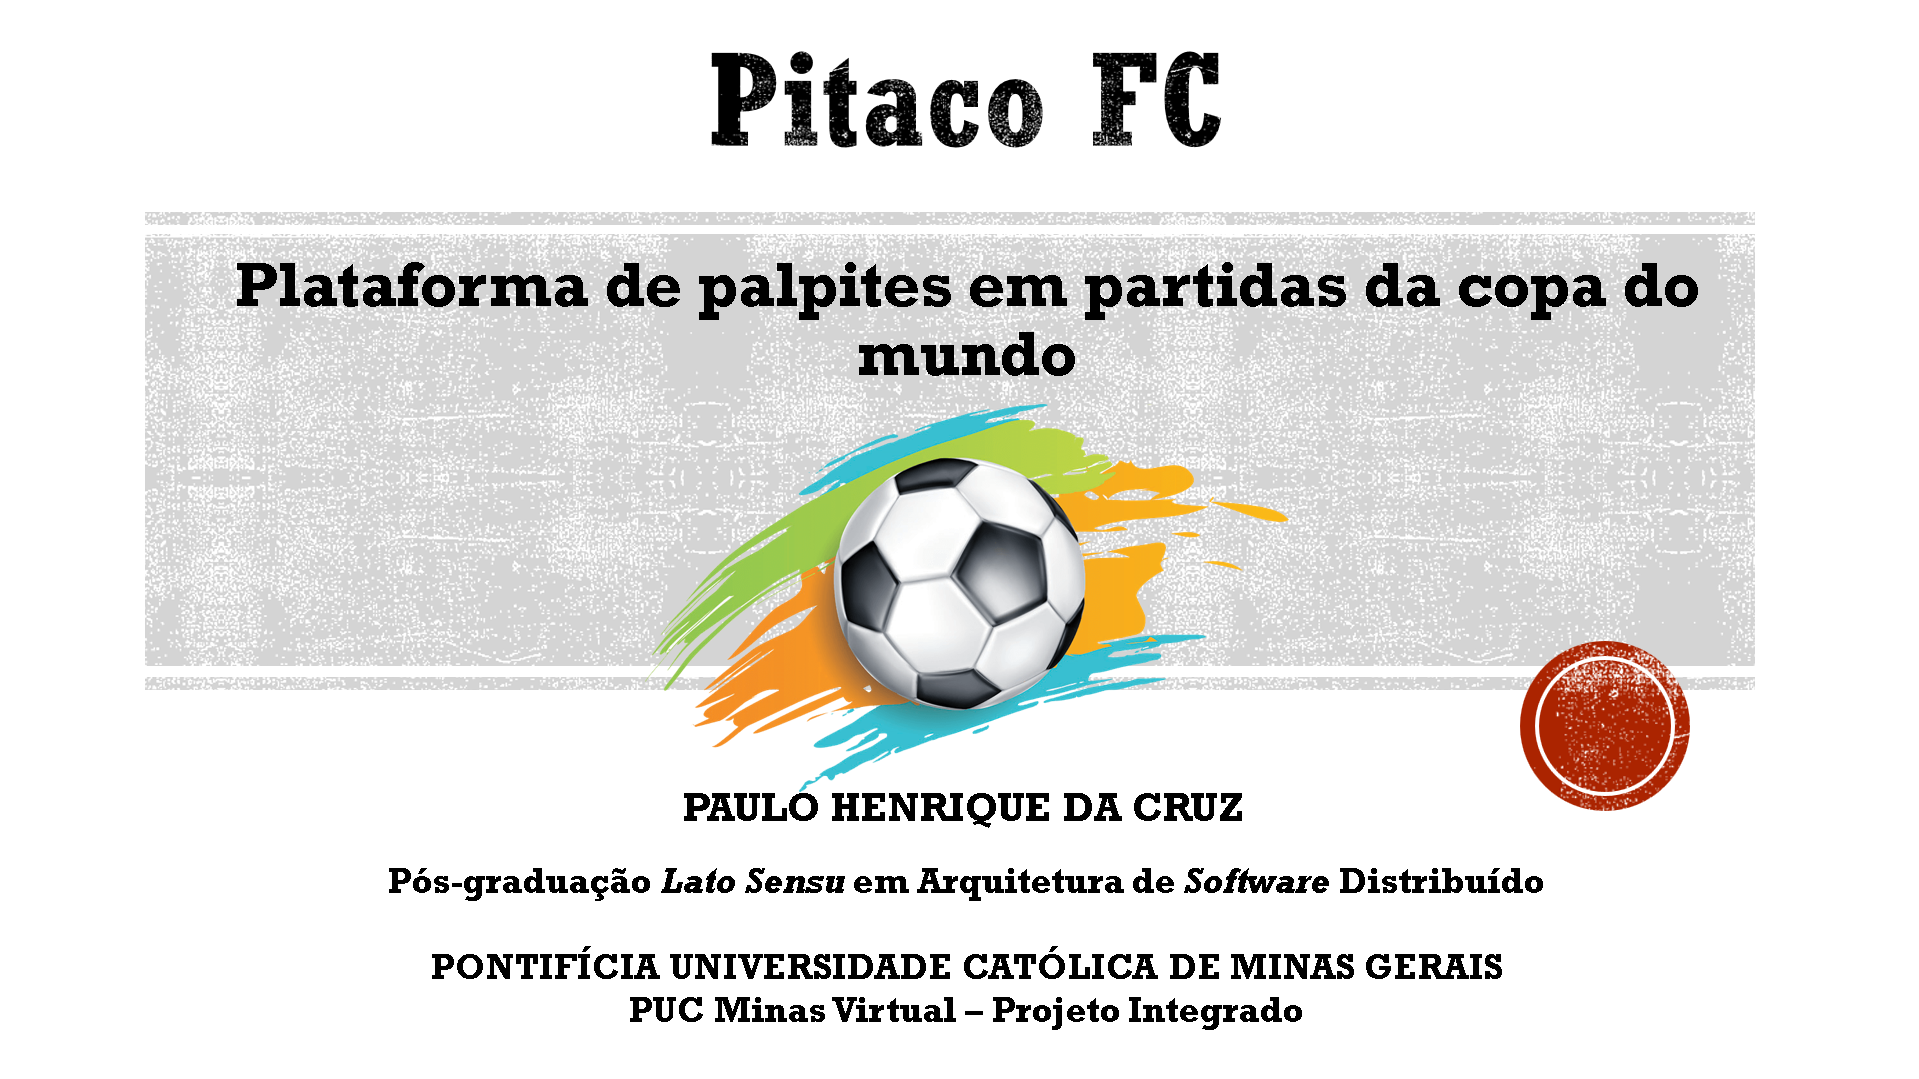 Pitaco FC
Plataforma de palpites em partidas da copa do
mundo
PAULO HENRIQUE DA CRUZ
Pós-graduação Lato Sensu em Arquitetura de Software Distribuído
PONTIFÍCIA UNIVERSIDADE CATÓLICA DE MINAS GERAIS
PUC Minas Virtual – Projeto Integrado